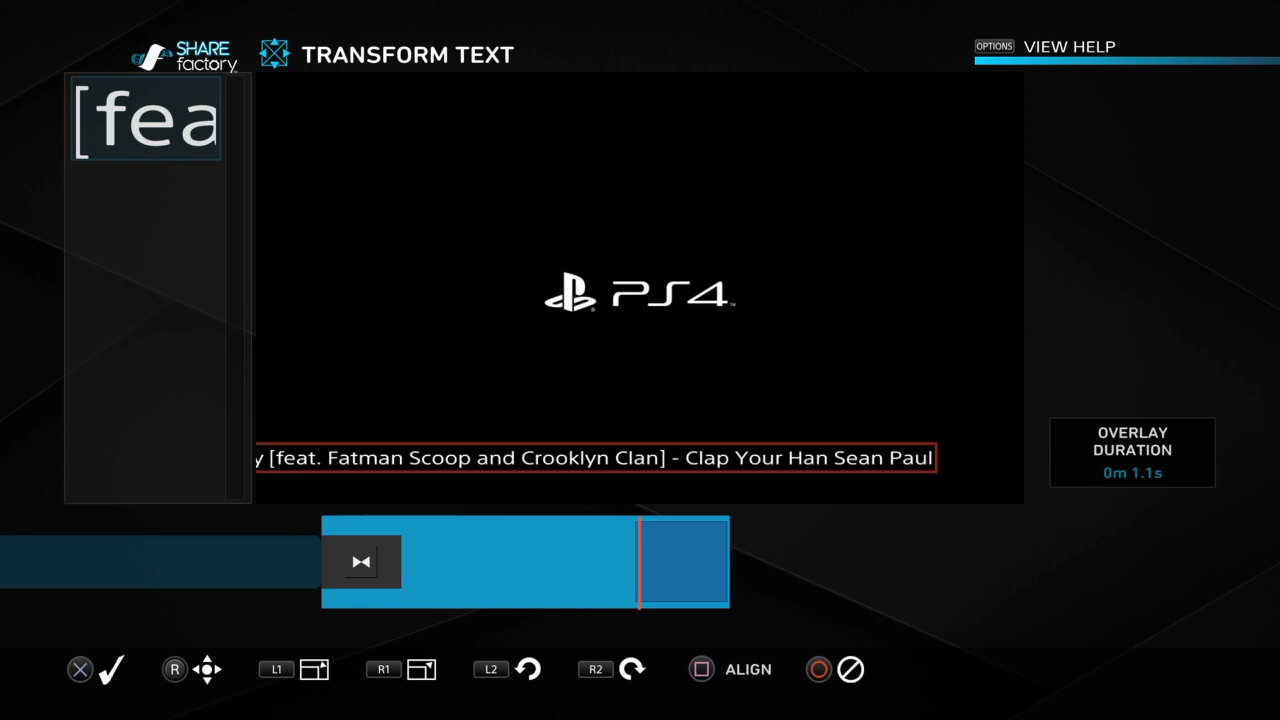 SHARE
factory
TRANSFORM TEXT
OPTIONS VIEW HELP
[fea
PS4
y [feat. Fatman Scoop and Crooklyn Clan] - Clap Your Han Sean Paul
OVERLAY
DURATION
0m 1.1s
R L1 R1 L2 R2 ALIGN